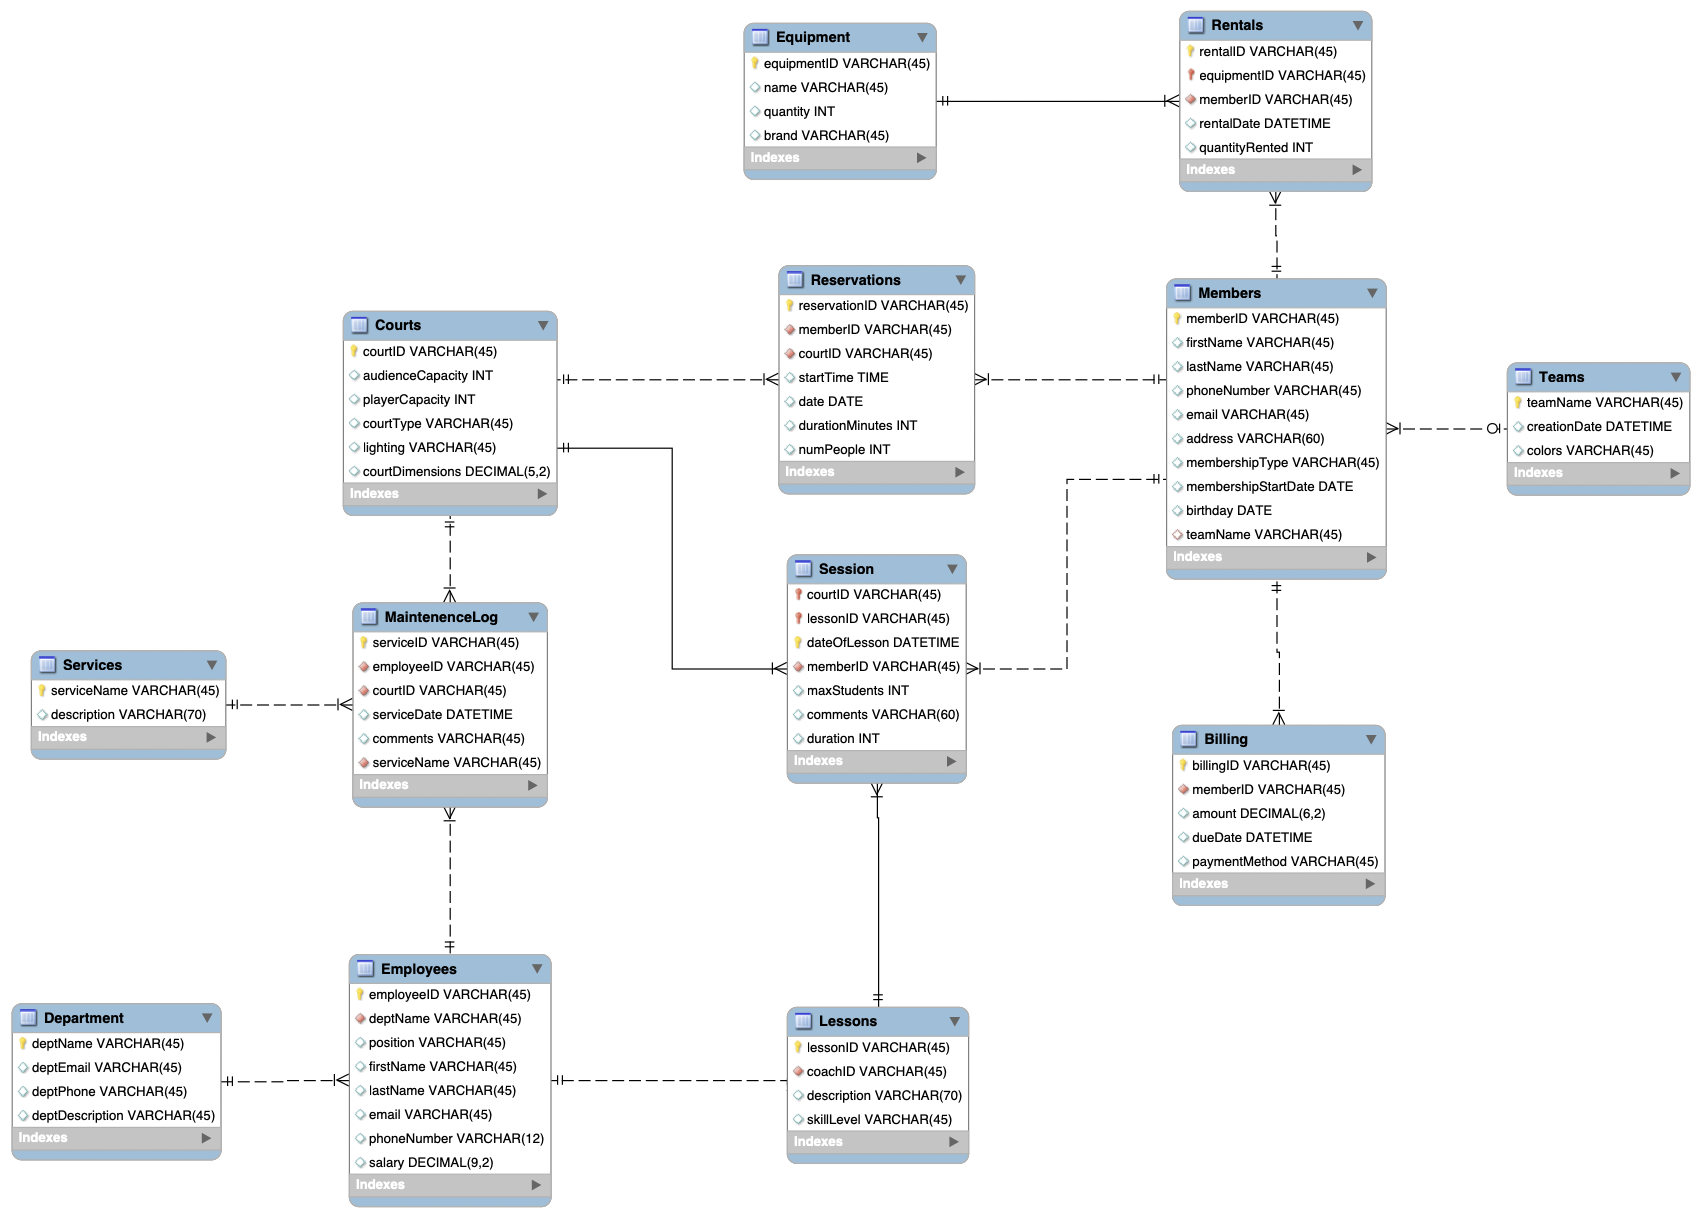 Equipment
equipmentID VARCHAR(45)
name VARCHAR(45)
quantity INT
brand VARCHAR(45)
Indexes
Rentals
rentalID VARCHAR(45)
equipmentID VARCHAR(45)
memberID VARCHAR(45)
rentalDate DATETIME
quantityRented INT
Indexes
Reservations
reservationID VARCHAR(45)
memberID VARCHAR(45)
courtID VARCHAR(45)
startTime TIME
date DATE
durationMinutes INT
numPeople INT
Indexes
Members
memberID VARCHAR(45)
firstName VARCHAR(45)
lastName VARCHAR(45)
phoneNumber VARCHAR(45)
email VARCHAR(45)
address VARCHAR(60)
membershipType VARCHAR(45)
membershipStartDate DATE
birthday DATE
teamName VARCHAR(45)
Indexes
Courts
courtID VARCHAR(45)
audienceCapacity INT
playerCapacity INT
courtType VARCHAR(45)
lighting VARCHAR(45)
courtDimensions DECIMAL(5,2)
Indexes
Teams
teamName VARCHAR(45)
creationDate DATETIME
colors VARCHAR(45)
Indexes
Session
courtID VARCHAR(45)
lessonID VARCHAR(45)
dateOfLesson DATETIME
memberID VARCHAR(45)
maxStudents INT
comments VARCHAR(60)
duration INT
Indexes
MaintenenceLog
serviceID VARCHAR(45)
employeeID VARCHAR(45)
courtID VARCHAR(45)
serviceDate DATETIME
comments VARCHAR(45)
serviceName VARCHAR(45)
Indexes
Services
serviceName VARCHAR(45)
description VARCHAR(70)
Indexes
Billing
billingID VARCHAR(45)
memberID VARCHAR(45)
amount DECIMAL(6,2)
dueDate DATETIME
paymentMethod VARCHAR(45)
Indexes
Employees
employeeID VARCHAR(45)
deptName VARCHAR(45)
position VARCHAR(45)
firstName VARCHAR(45)
lastName VARCHAR(45)
email VARCHAR(45)
phoneNumber VARCHAR(12)
salary DECIMAL(9,2)
Indexes
Department
deptName VARCHAR(45)
deptEmail VARCHAR(45)
deptPhone VARCHAR(45)
deptDescription VARCHAR(45)
Indexes
Lessons
lessonID VARCHAR(45)
coachID VARCHAR(45)
description VARCHAR(70)
skillLevel VARCHAR(45)
Indexes